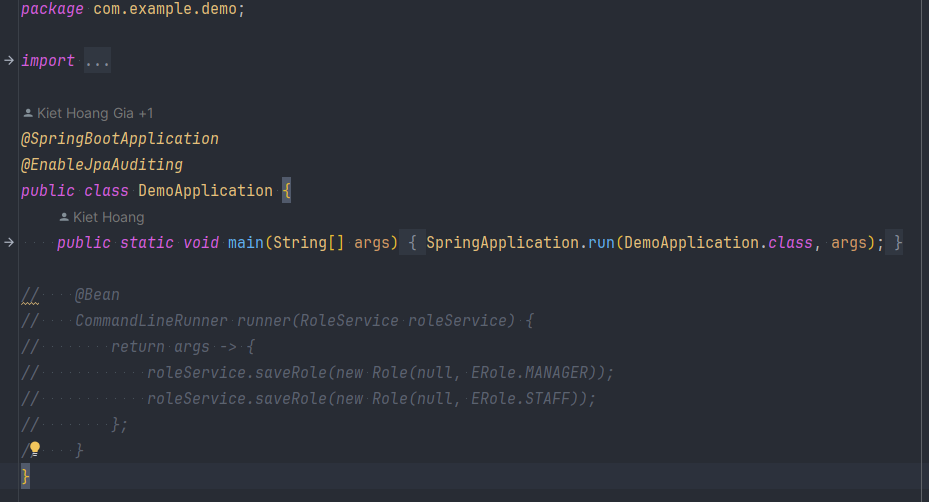 package com.example.demo;
import ...
Kiet Hoang Gia +1
@SpringBootApplication
@EnableJpaAuditing
public class DemoApplication {
Kiet Hoang
public static void main(String[] args) { SpringApplication.run(DemoApplication.class, args); }
//    @Bean
//    CommandLineRunner runner(RoleService roleService) {
//        return args -> {
//            roleService.saveRole(new Role(null, ERole.MANAGER));
//            roleService.saveRole(new Role(null, ERole.STAFF));
//        };
/    }
}